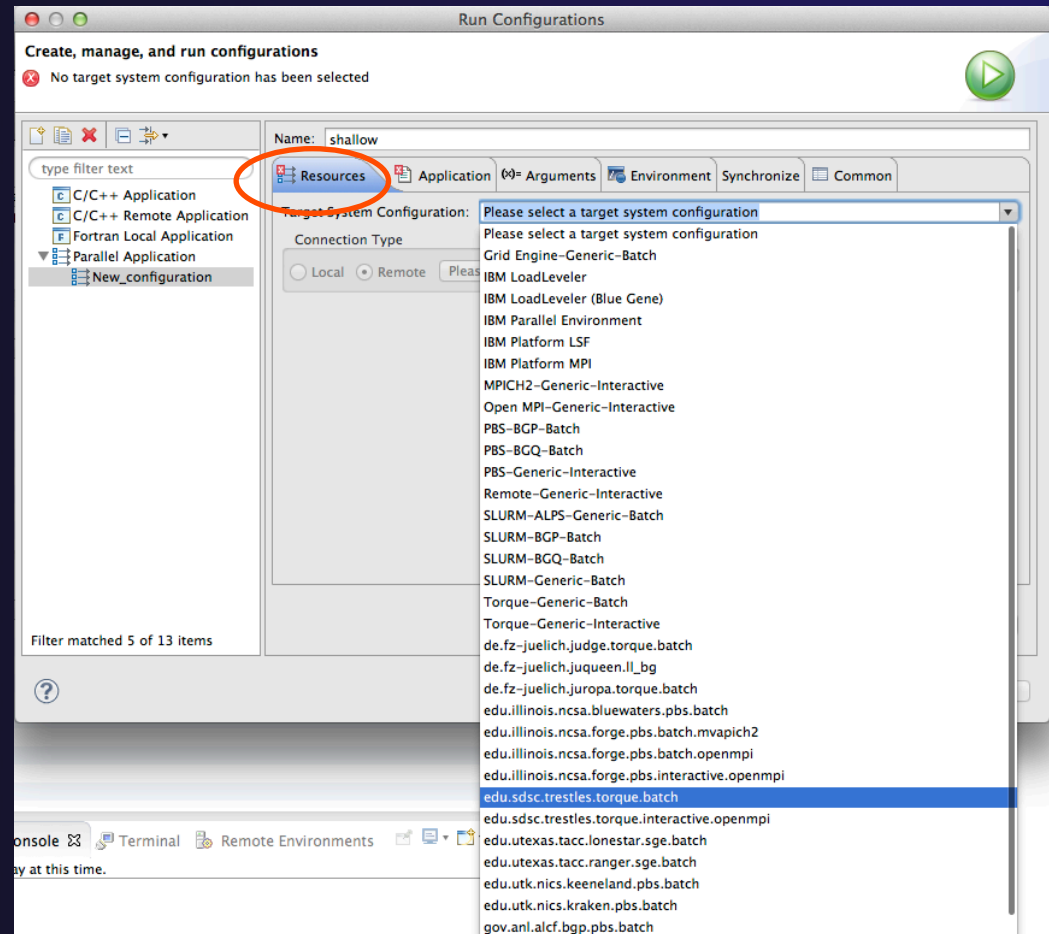 Run Configurations
Create, manage, and run configurations
No target system configuration has been selected
Name: shallow
type filter text
Resources Application (x)= Arguments Environment Synchronize Common
C/C++ Application
C/C++ Remote Application
Fortran Local Application
Parallel Application
New_configuration
Target System Configuration: Please select a target system configuration
Connection Type
Local Remote Pleas
Please select a target system configuration
Grid Engine-Generic-Batch
IBM LoadLeveler
IBM LoadLeveler (Blue Gene)
IBM Parallel Environment
IBM Platform LSF
IBM Platform MPI
MPICH2-Generic-Interactive
Open MPI-Generic-Interactive
PBS-BGP-Batch
PBS-BGQ-Batch
PBS-Generic-Interactive
Remote-Generic-Interactive
SLURM-ALPS-Generic-Batch
SLURM-BGP-Batch
SLURM-BGQ-Batch
SLURM-Generic-Batch
Torque-Generic-Batch
Torque-Generic-Interactive
de.fz-juelich.judge.torque.batch
de.fz-juelich.juqueen.ll_bg
de.fz-juelich.juropa.torque.batch
edu.illinois.ncsa.bluewaters.pbs.batch
edu.illinois.ncsa.forge.pbs.batch.mvapich2
edu.illinois.ncsa.forge.pbs.batch.openmpi
edu.illinois.ncsa.forge.pbs.interactive.openmpi
edu.sdsc.trestles.torque.batch
edu.sdsc.trestles.torque.interactive.openmpi
edu.utexas.tacc.lonestar.sge.batch
edu.utexas.tacc.ranger.sge.batch
edu.utk.nics.keeneland.pbs.batch
edu.utk.nics.kraken.pbs.batch
gov.anl.alcf.bgp.pbs.batch
Filter matched 5 of 13 items
?
onsole Terminal Remote Environments
ay at this time.